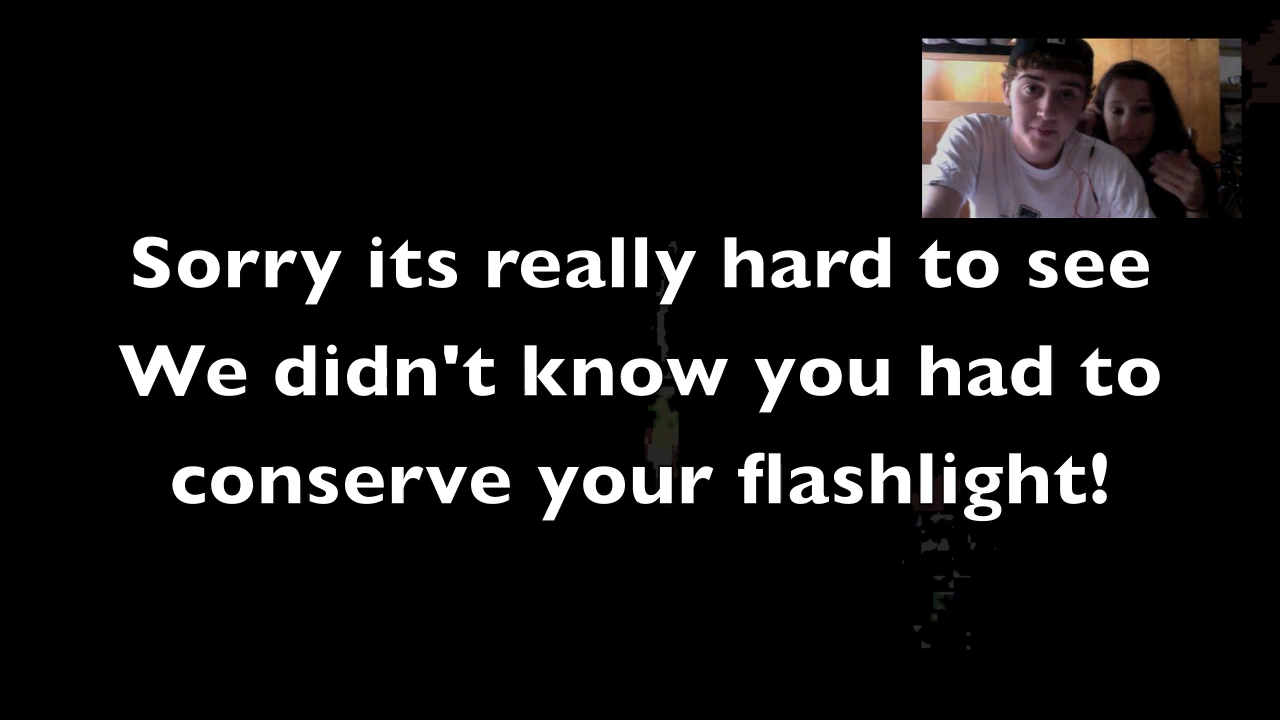 Sorry its really hard to see
We didn't know you had to
conserve your flashlight!